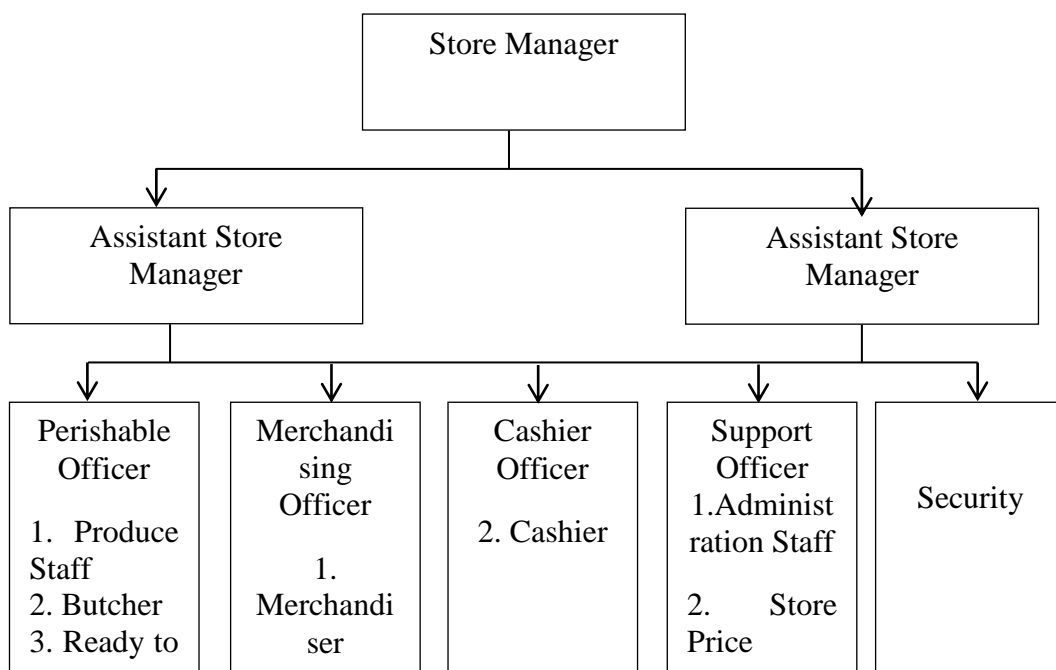 Store Manager
Assistant Store
Manager
Assistant Store
Manager
Perishable
Officer
1. Produce
Staff
2. Butcher
3. Ready to
Merchandi
sing
Officer
1.
Merchandi
ser
Cashier
Officer
2. Cashier
Support
Officer
1.Administ
ration Staff
2. Store
Price
Security